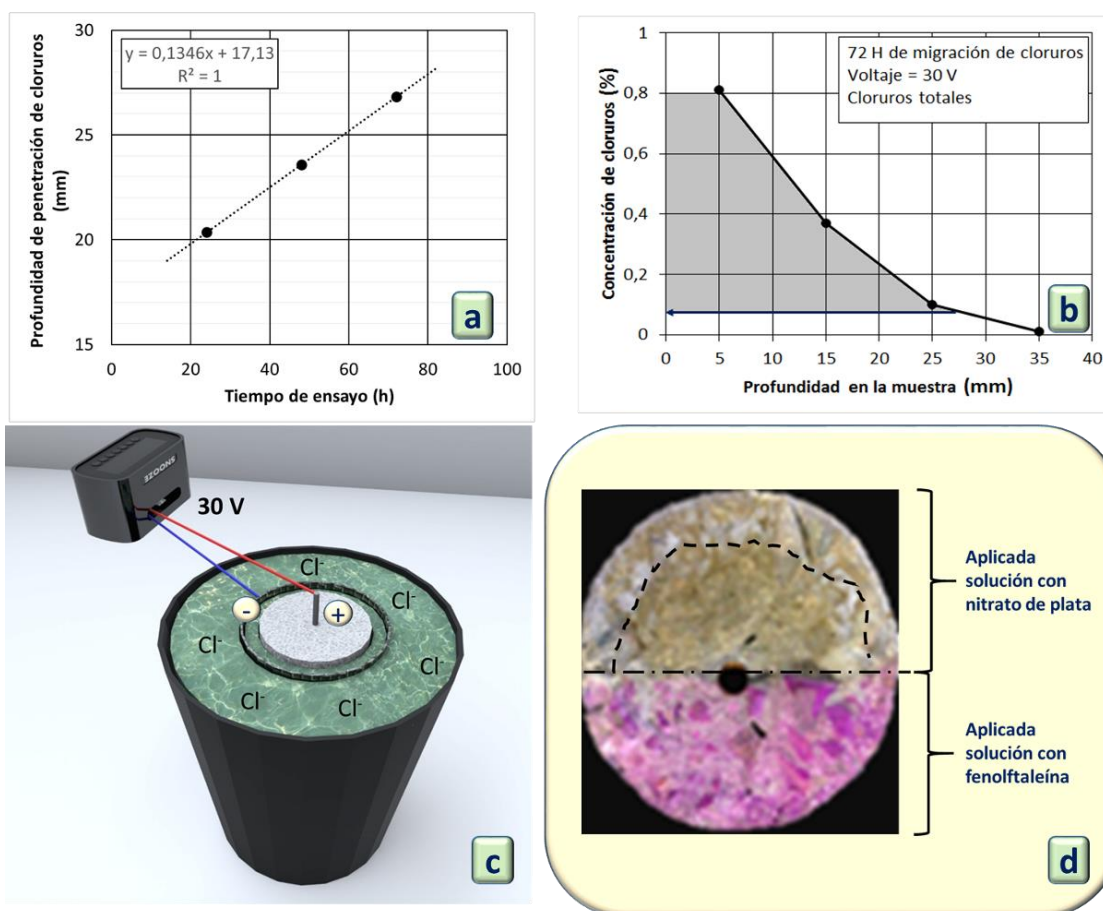 30
25
20
15
0
20
40
60
80
100
Profundidad de penetración de cloruros
(mm)
Tiempo de ensayo (h)
y = 0,1346x + 17,13
R² = 1
a
1
0,8
0,6
0,4
0,2
0
0
5
10
15
20
25
30
35
40
Concentración de cloruros (%)
Profundidad en la muestra (mm)
72 H de migración de cloruros
Voltaje = 30 V
Cloruros totales
b
30 V
Cl-
Cl-
Cl-
Cl-
Cl-
Cl-
Cl-
-
+
c
Aplicada
solución con
nitrato de plata
Aplicada
solución con
fenolftaleína
d